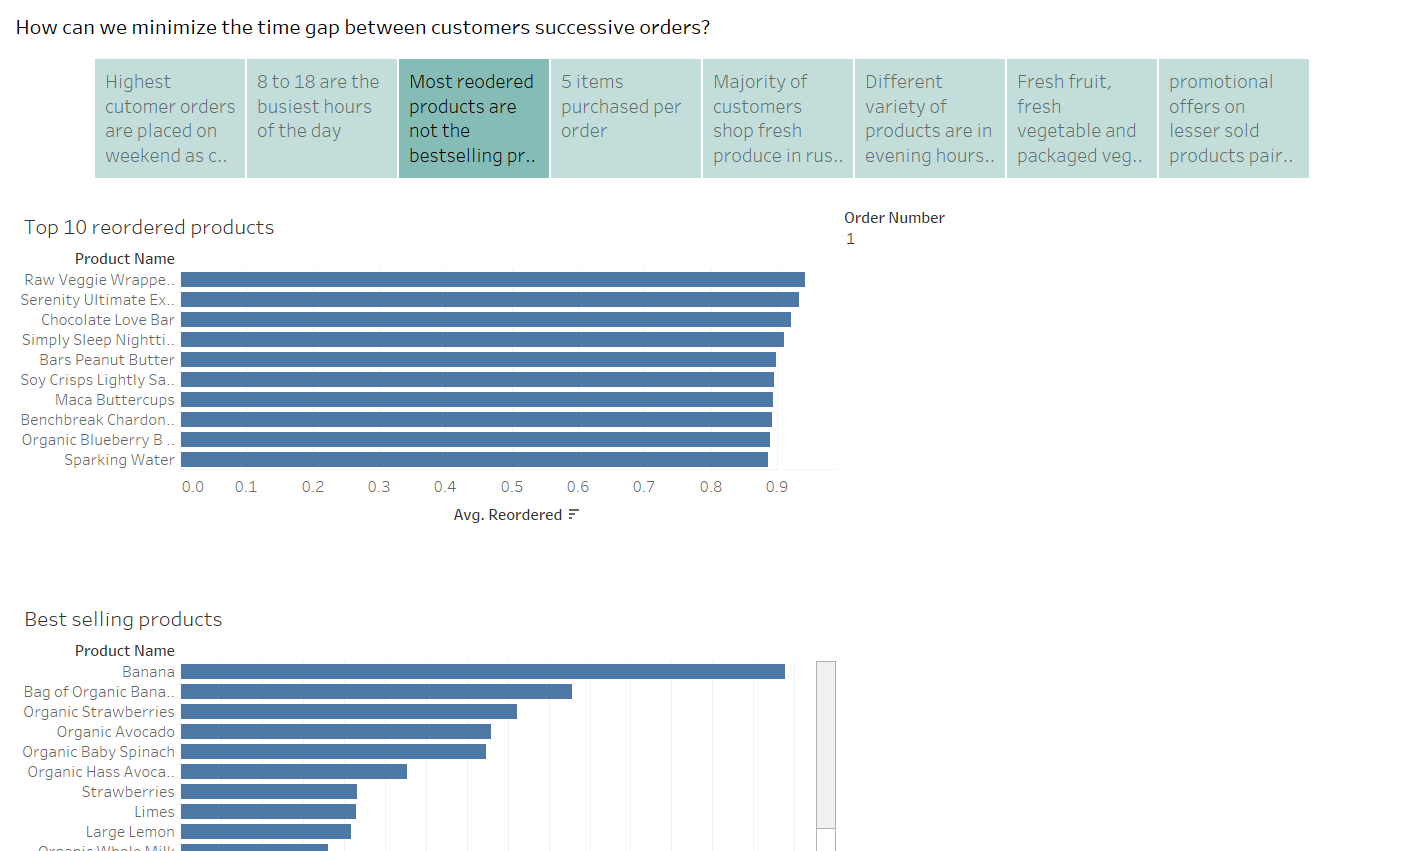 How can we minimize the time gap between customers successive orders?
Highest
cutomer orders
are placed on
weekend as c..
8 to 18 are the
busiest hours
of the day
Most reodered
products are
not the
bestselling pr..
5 items
purchased per
order
Majority of
customers
shop fresh
produce in rus..
Different
variety of
products are in
evening hours..
Fresh fruit,
fresh
vegetable and
packaged veg..
promotional
offers on
lesser sold
products pair..
Top 10 reordered products
Product Name
Raw Veggie Wrappe..
Serenity Ultimate Ex..
Chocolate Love Bar
Simply Sleep Nightti..
Bars Peanut Butter
Soy Crisps Lightly Sa..
Maca Buttercups
Benchbreak Chardon..
Organic Blueberry B ..
Sparking Water
0.0 0.1 0.2 0.3 0.4 0.5 0.6 0.7 0.8 0.9
Avg. Reordered
Order Number
1
Best selling products
Product Name
Banana
Bag of Organic Bana..
Organic Strawberries
Organic Avocado
Organic Baby Spinach
Organic Hass Avoca..
Strawberries
Limes
Large Lemon
Organic Whole Milk